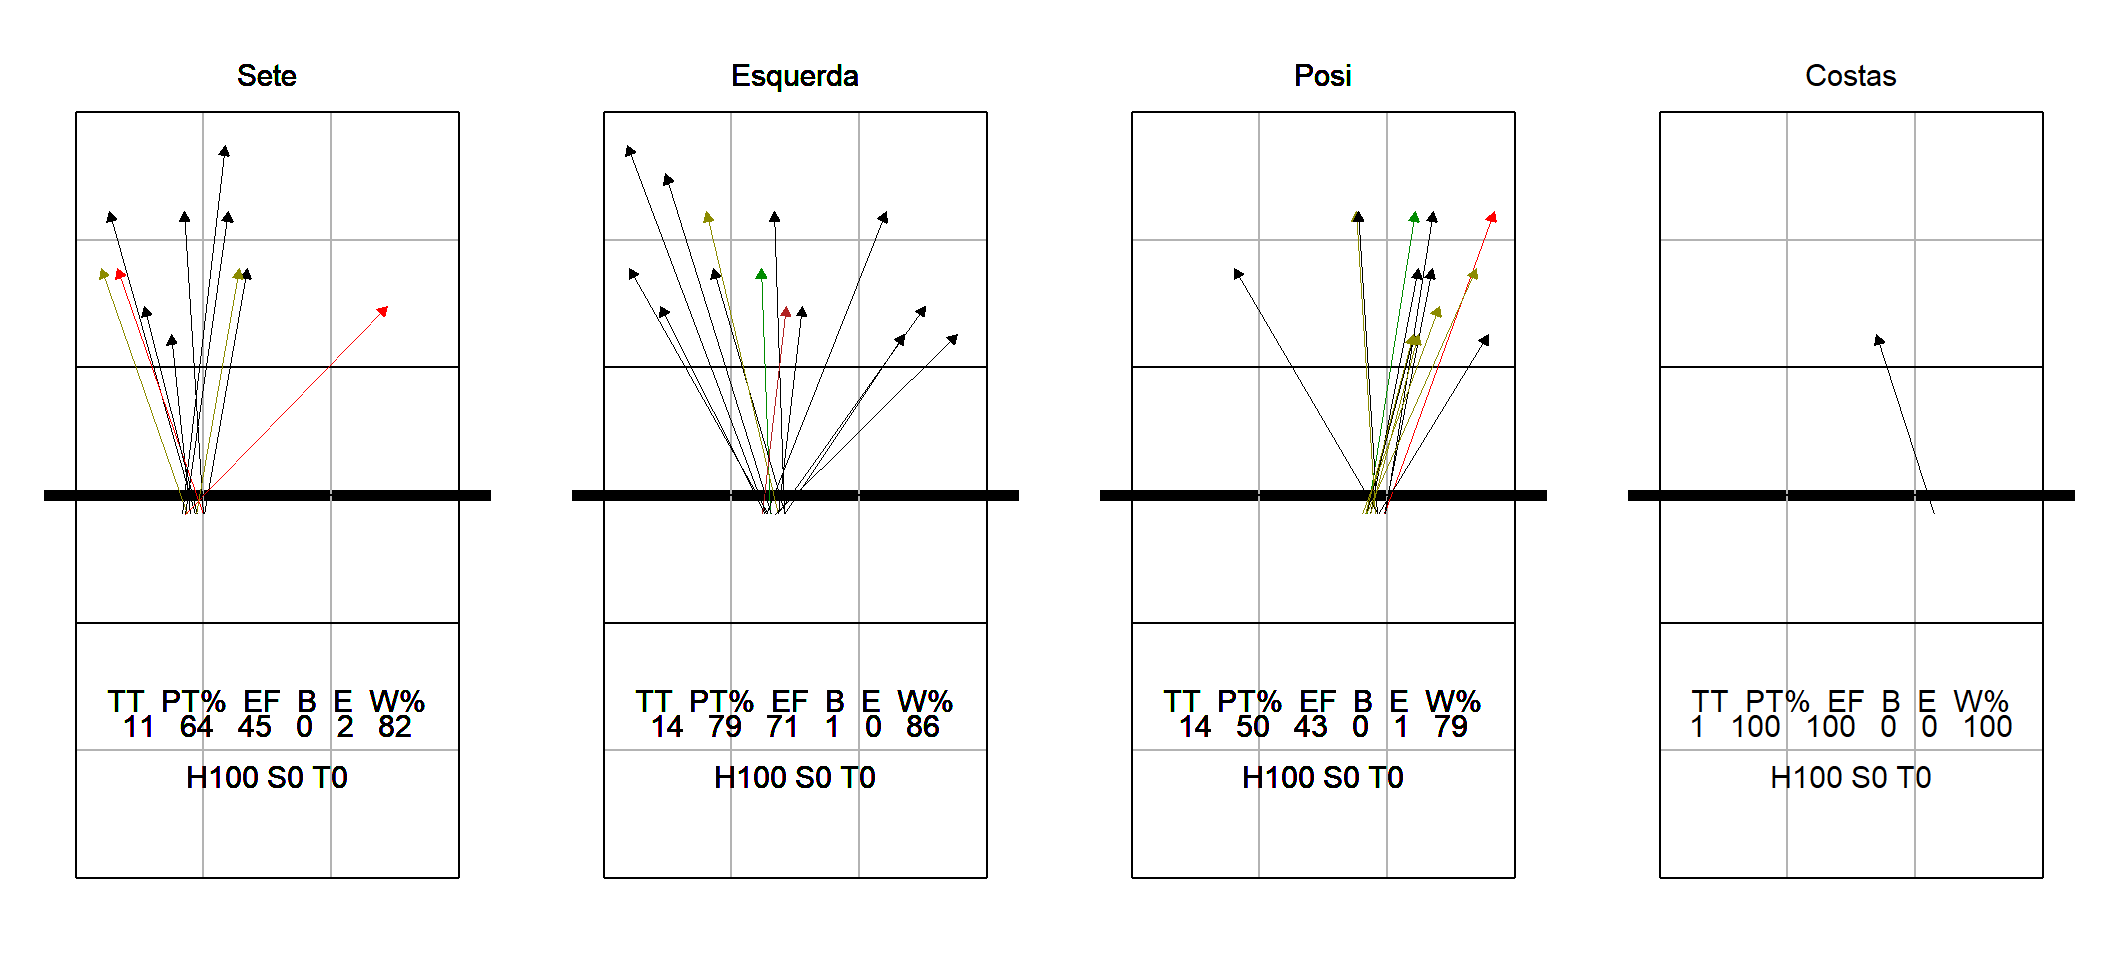 Sete
TT PT% EF B E W%
11 64 45 0 2 82
H100 S0 T0
Esquerda
TT PT% EF B E W%
14 79 71 1 0 86
H100 S0 T0
Posi
TT PT% EF B E W%
14 50 43 0 1 79
H100 S0 T0
Costas
TT PT% EF B E W%
1 100 100 0 0 100
H100 S0 T0